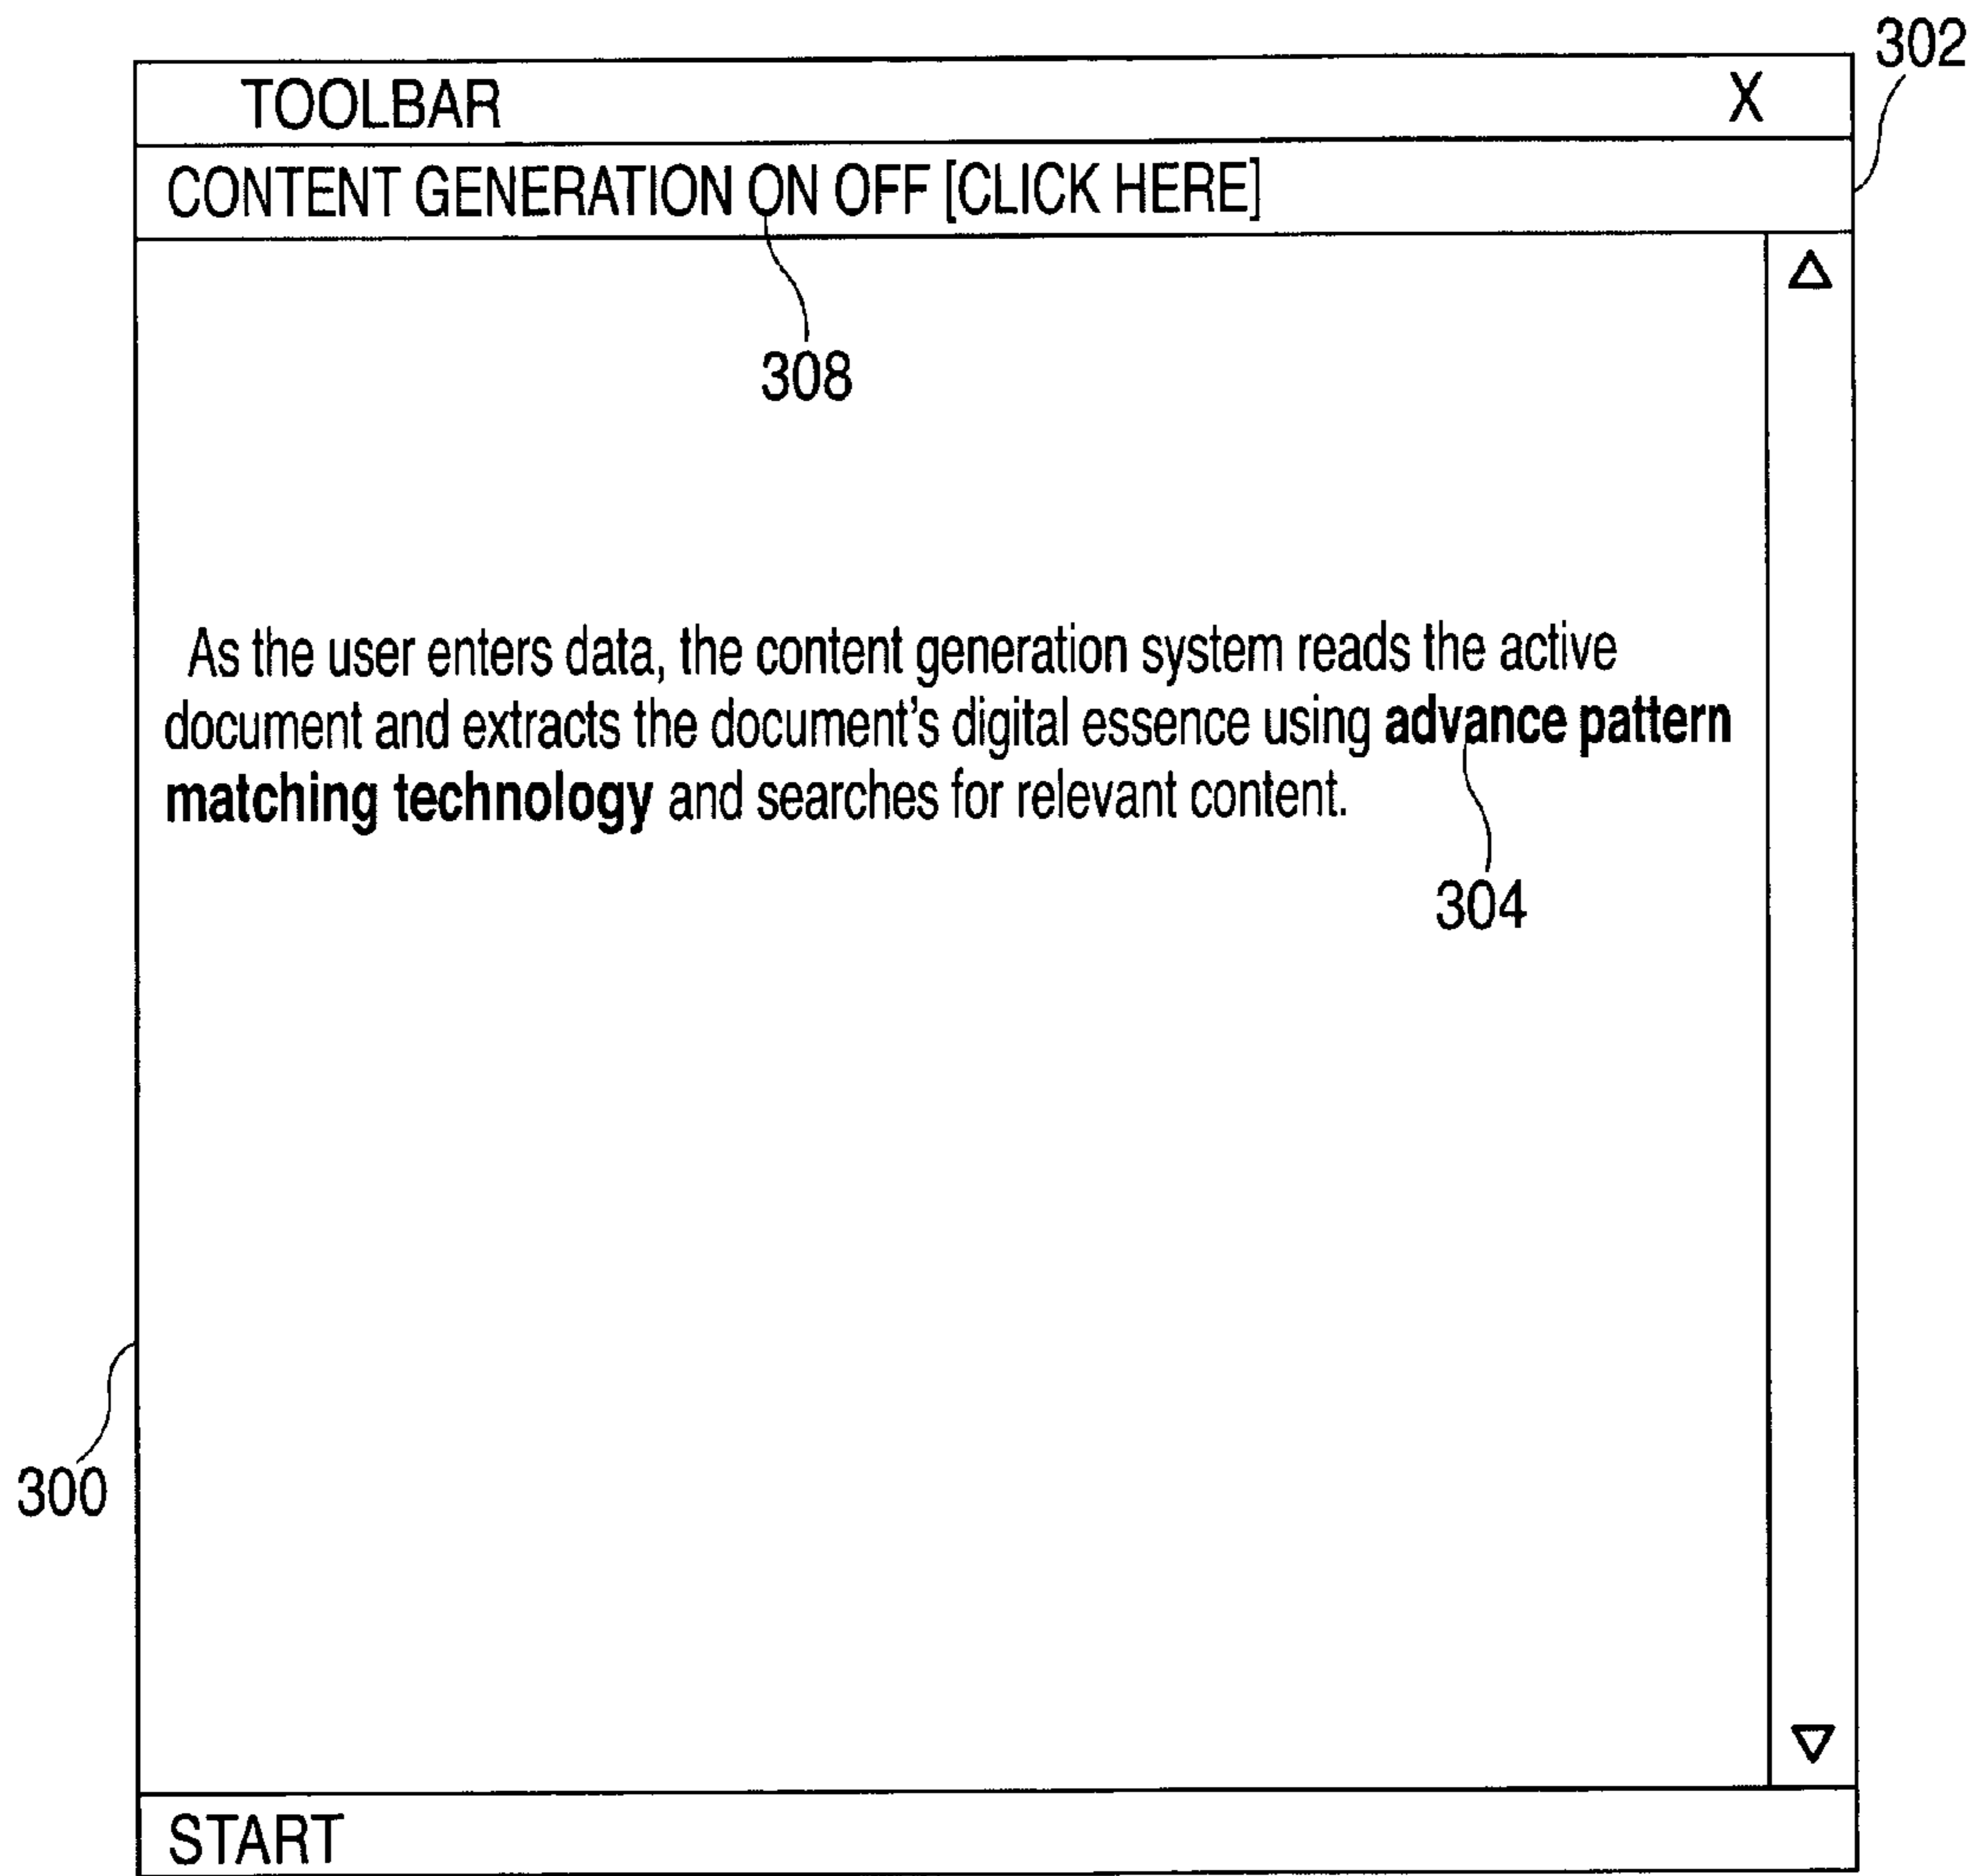 302
TOOLBAR X
CONTENT GENERATION ON OFF [CLICK HERE]
308
As the user enters data, the content generation system reads the active
document and extracts the document's digital essence using advance pattern
matching technology and searches for relevant content.
304
300
START